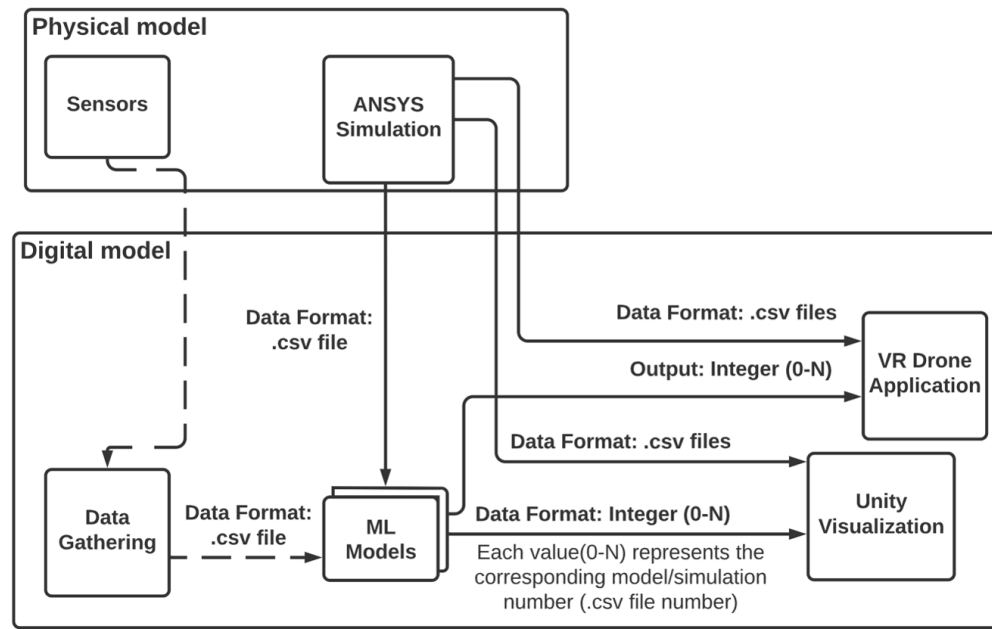 Physical model
Sensors
ANSYS
Simulation
Digital model
Data Format:
.csv file
Data Format: .csv files
VR Drone
Application
Output: Integer (0-N)
Data Format: .csv files
Data
Gathering
Data Format:
.csv file
ML
Models
Data Format: Integer (0-N)
Each value(0-N) represents the
corresponding model/simulation
number (.csv file number)
Unity
Visualization